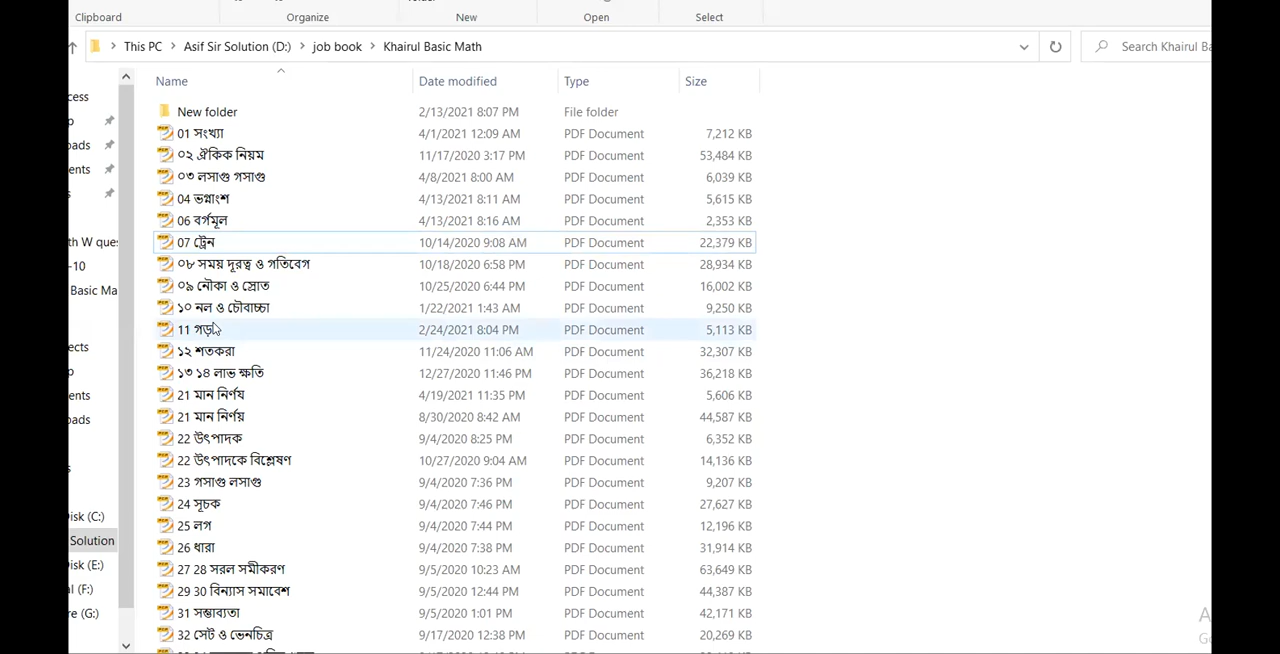 Clipboard Organize New Open Select
This PC > Asif Sir Solution (D:) > job book > Khairul Basic Math Search Khairul Ba
Name Date modified Type Size
New folder 2/13/2021 8:07 PM File folder
01 সংখ্যা 4/1/2021 12:09 AM PDF Document 7,212 KB
০২ ঐকিক নিয়ম 11/17/2020 3:17 PM PDF Document 53,484 KB
০৩ লসাগু গসাগু 4/8/2021 8:00 AM PDF Document 6,039 KB
04 ভগ্নাংশ 4/13/2021 8:11 AM PDF Document 5,615 KB
06 বর্গমূল 4/13/2021 8:16 AM PDF Document 2,353 KB
07 ট্রেন 10/14/2020 9:08 AM PDF Document 22,379 KB
০৮ সময় দূরত্ব ও গতিবেগ 10/18/2020 6:58 PM PDF Document 28,934 KB
০৯ নৌকা ও স্রোত 10/25/2020 6:44 PM PDF Document 16,002 KB
১০ নল ও চৌবাচ্চা 1/22/2021 1:43 AM PDF Document 9,250 KB
11 গড় 2/24/2021 8:04 PM PDF Document 5,113 KB
১২ শতকরা 11/24/2020 11:06 AM PDF Document 32,307 KB
১৩ ১৪ লাভ ক্ষতি 12/27/2020 11:46 PM PDF Document 36,218 KB
21 মান নির্ণয 4/19/2021 11:35 PM PDF Document 5,606 KB
21 মান নির্ণয় 8/30/2020 8:42 AM PDF Document 44,587 KB
22 উৎপাদক 9/4/2020 8:25 PM PDF Document 6,352 KB
22 উৎপাদকে বিশ্লেষণ 10/27/2020 9:04 AM PDF Document 14,136 KB
23 গসাগু লসাগু 9/4/2020 7:36 PM PDF Document 9,207 KB
24 সূচক 9/4/2020 7:46 PM PDF Document 27,627 KB
25 লগ 9/4/2020 7:44 PM PDF Document 12,196 KB
26 ধারা 9/4/2020 7:38 PM PDF Document 31,914 KB
27 28 সরল সমীকরণ 9/5/2020 10:23 AM PDF Document 63,649 KB
29 30 বিন্যাস সমাবেশ 9/5/2020 12:44 PM PDF Document 44,387 KB
31 সম্ভাব্যতা 9/5/2020 1:01 PM PDF Document 42,171 KB
32 সেট ও ভেনচিত্র 9/17/2020 12:38 PM PDF Document 20,269 KB
cess
p
oads
ents
s
th W que:
-10
Basic Ma
ects
p
ents
oads
s
isk (C:)
Solution
isk (E:)
l (F:)
re (G:)